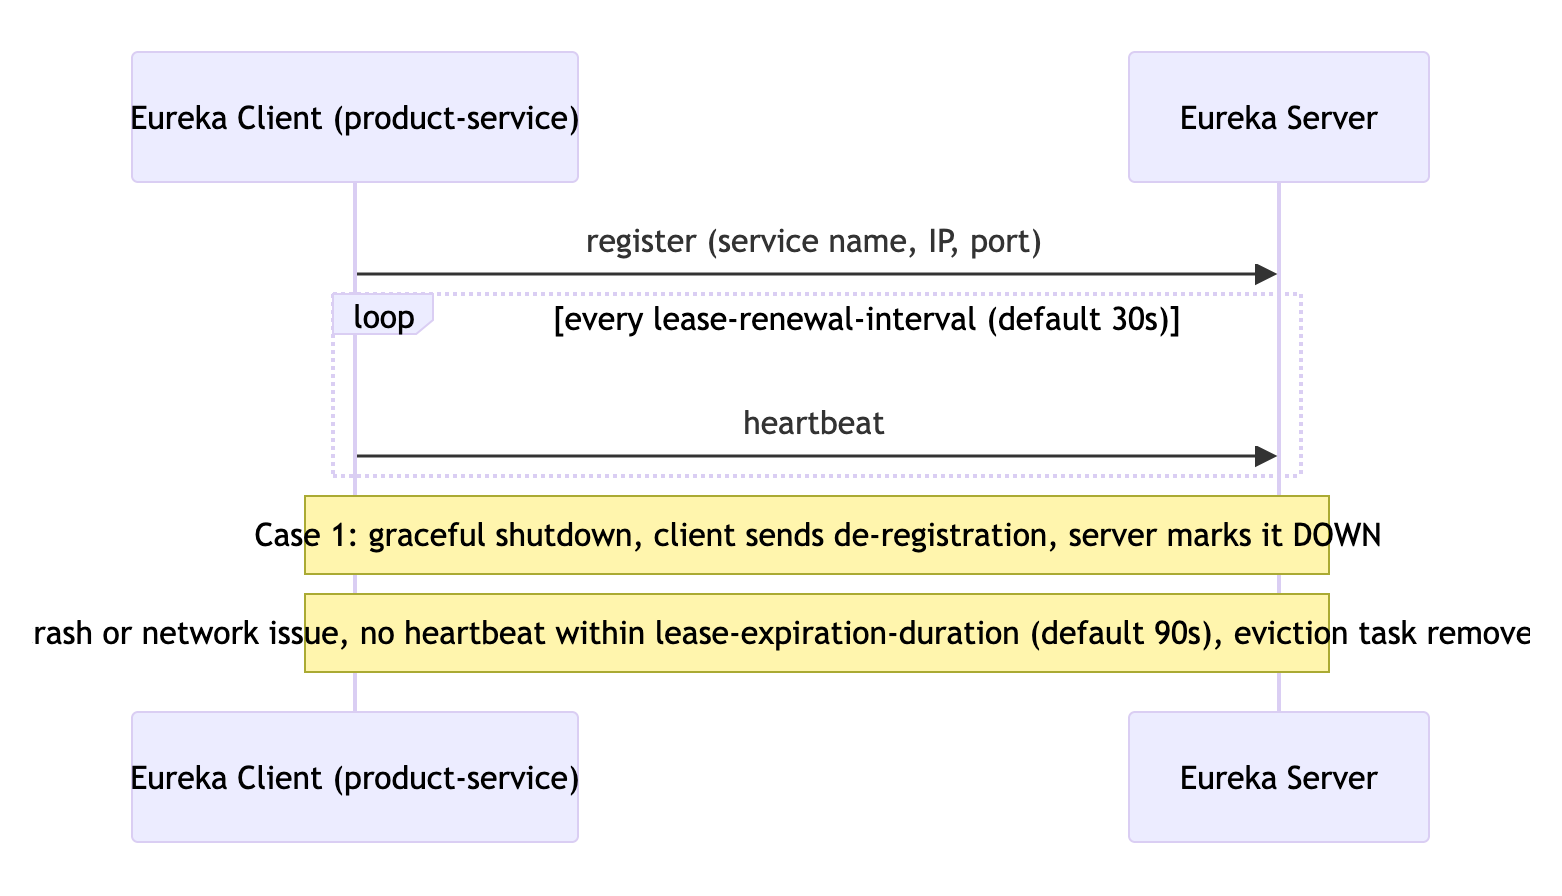 Eureka Client (product-service)
Eureka Server
register (service name, IP, port)
loop
[every lease-renewal-interval (default 30s)]
heartbeat
Case 1: graceful shutdown, client sends de-registration, server marks it DOWN
rash or network issue, no heartbeat within lease-expiration-duration (default 90s), eviction task remove
Eureka Client (product-service)
Eureka Server